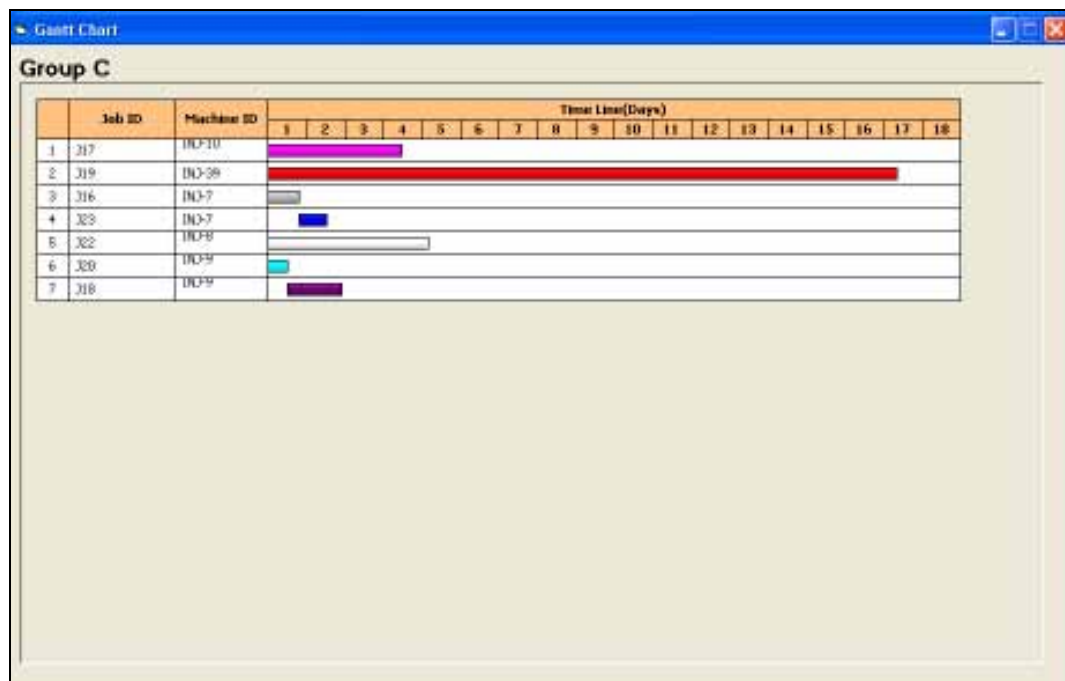 Gantt Chart
Group C
Job ID Machine ID Time Line(Days)
1 2 3 4 5 6 7 8 9 10 11 12 13 14 15 16 17 18
1 J17 INJ-10
2 J19 INJ-39
3 J16 INJ-7
4 J23 INJ-7
5 J22 INJ-8
6 J20 INJ-9
7 J18 INJ-9